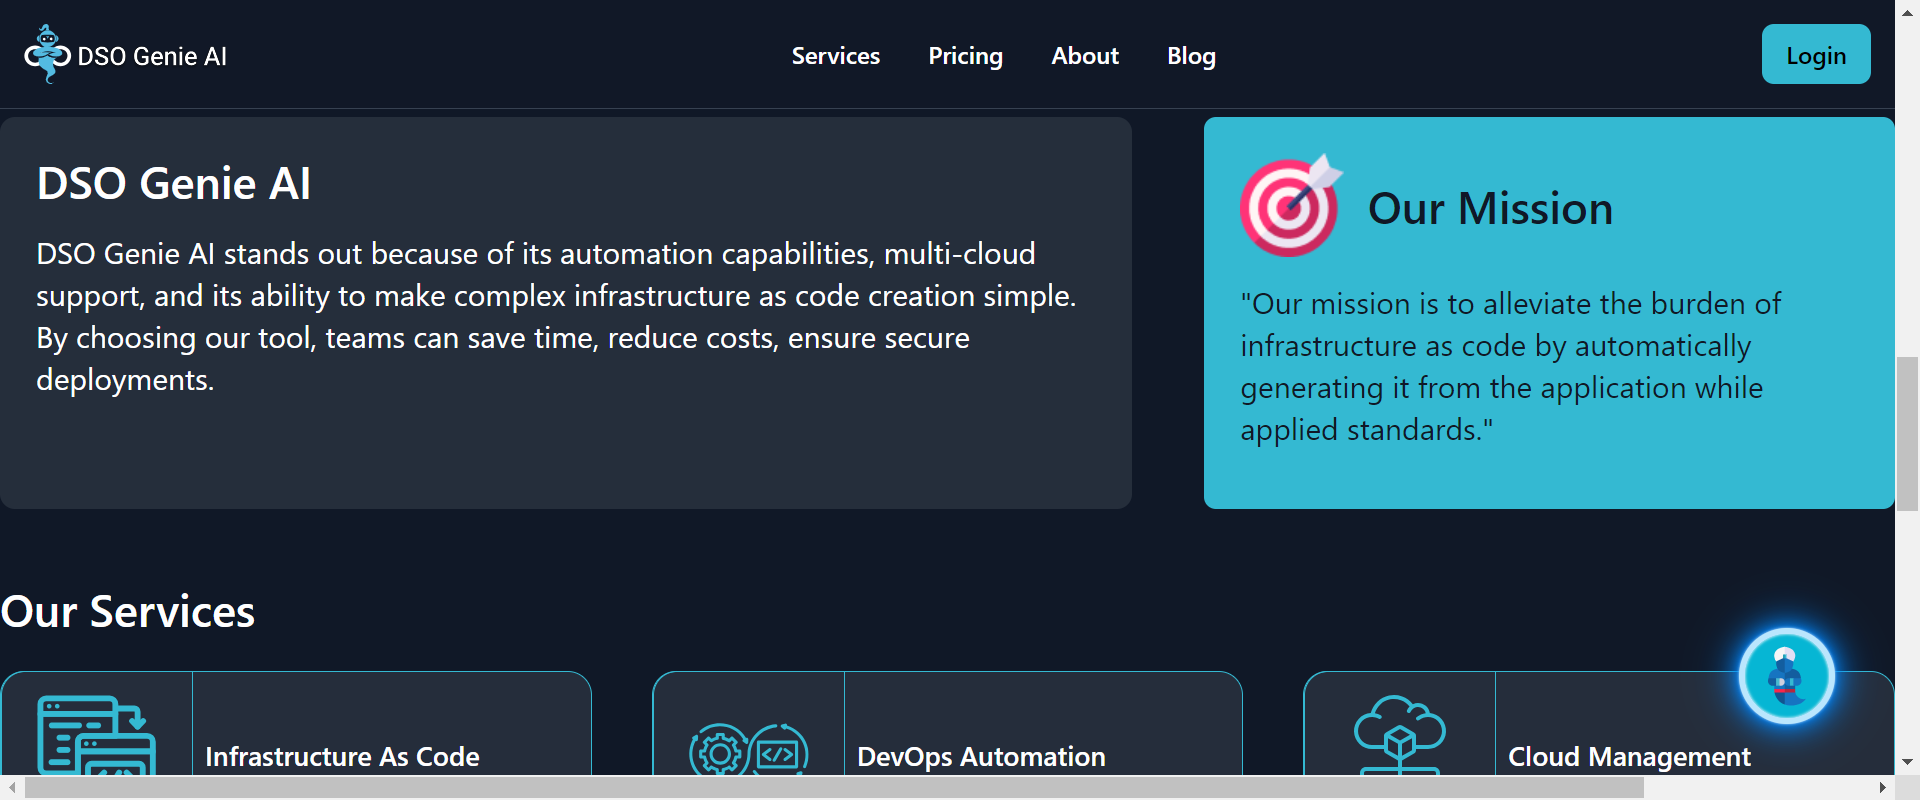 DSO Genie AI
Services
Pricing
About
Blog
Login
DSO Genie AI
DSO Genie AI stands out because of its automation capabilities, multi-cloud
support, and its ability to make complex infrastructure as code creation simple.
By choosing our tool, teams can save time, reduce costs, ensure secure
deployments.
Our Mission
"Our mission is to alleviate the burden of
infrastructure as code by automatically
generating it from the application while
applied standards."
Our Services
Infrastructure As Code
DevOps Automation
Cloud Management